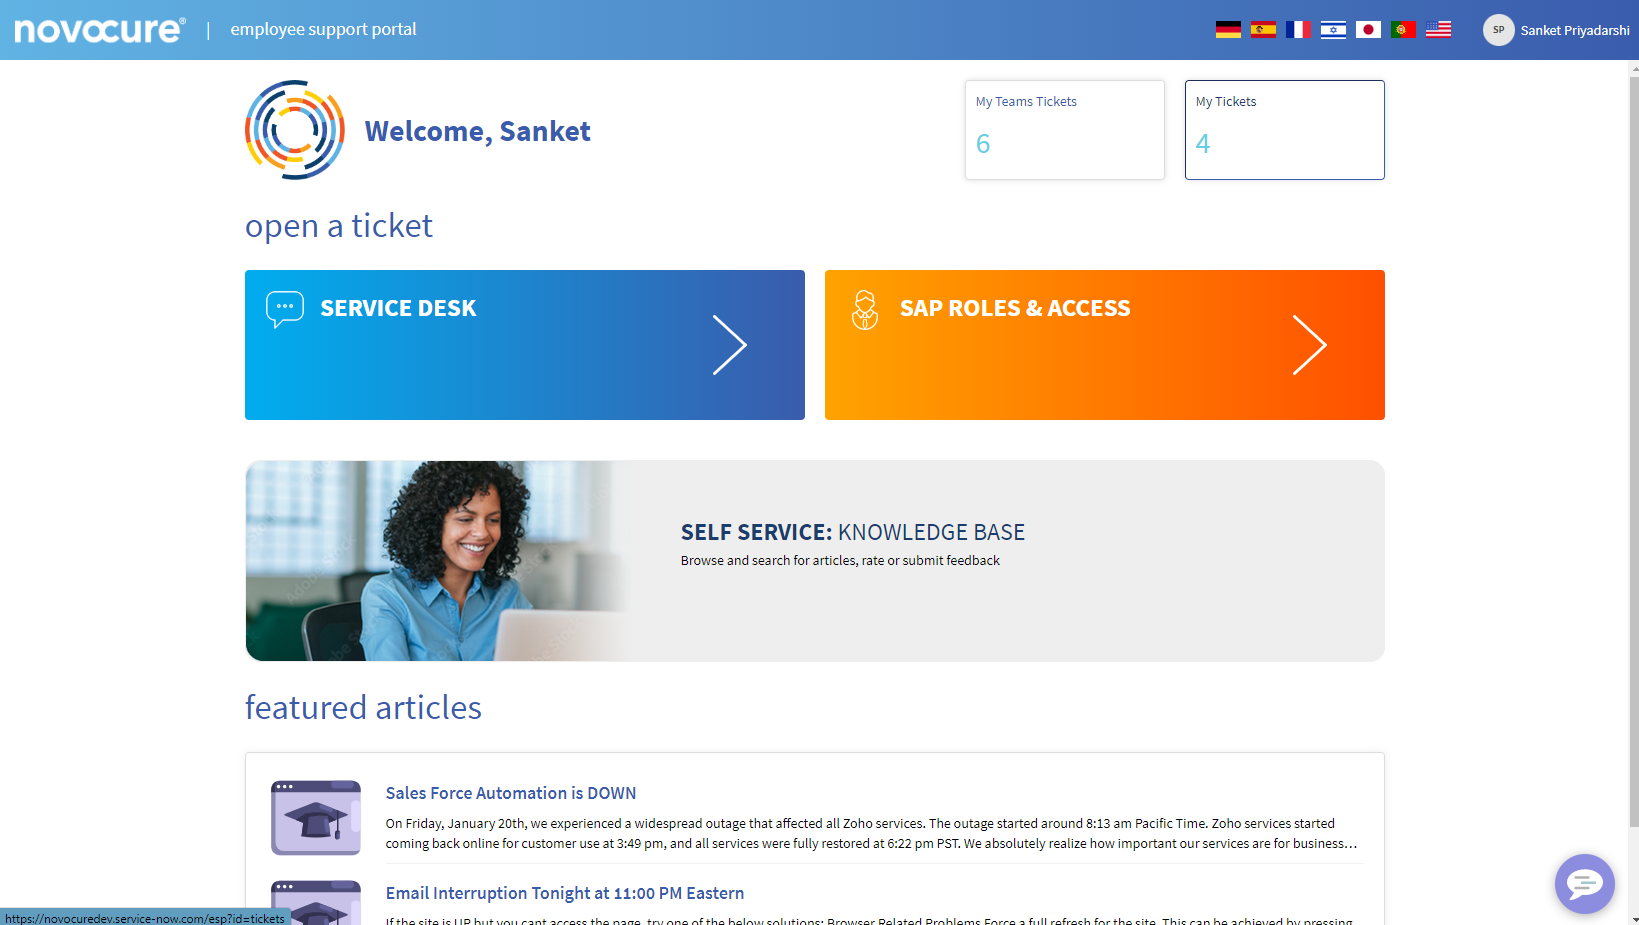 novocure®
employee support portal
SP
Sanket Priyadarshi
Welcome, Sanket
My Teams Tickets
6
My Tickets
4
open a ticket
SERVICE DESK
SAP ROLES & ACCESS
SELF SERVICE: KNOWLEDGE BASE
Browse and search for articles, rate or submit feedback
featured articles
Sales Force Automation is DOWN
On Friday, January 20th, we experienced a widespread outage that affected all Zoho services. The outage started around 8:13 am Pacific Time. Zoho services started
coming back online for customer use at 3:49 pm, and all services were fully restored at 6:22 pm PST. We absolutely realize how important our services are for business…
Email Interruption Tonight at 11:00 PM Eastern
If the site is UP but you cant access the page, try one of the below solutions: Browser Related Problems Force a full refresh for the site. This can be achieved by pressing
https://novocuredev.service-now.com/esp?id=tickets